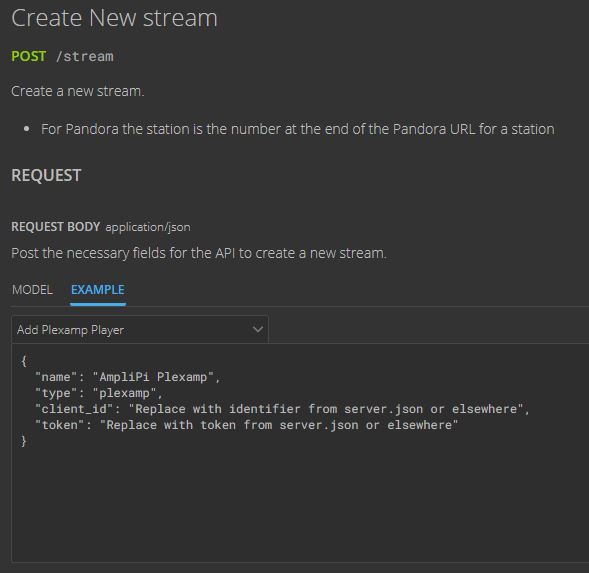 Create New stream
POST /stream
Create a new stream.
• For Pandora the station is the number at the end of the Pandora URL for a station
REQUEST
REQUEST BODY application/json
Post the necessary fields for the API to create a new stream.
MODEL EXAMPLE
Add Plexamp Player
{
"name": "AmpliPi Plexamp",
"type": "plexamp",
"client_id": "Replace with identifier from server.json or elsewhere",
"token": "Replace with token from server.json or elsewhere"
}